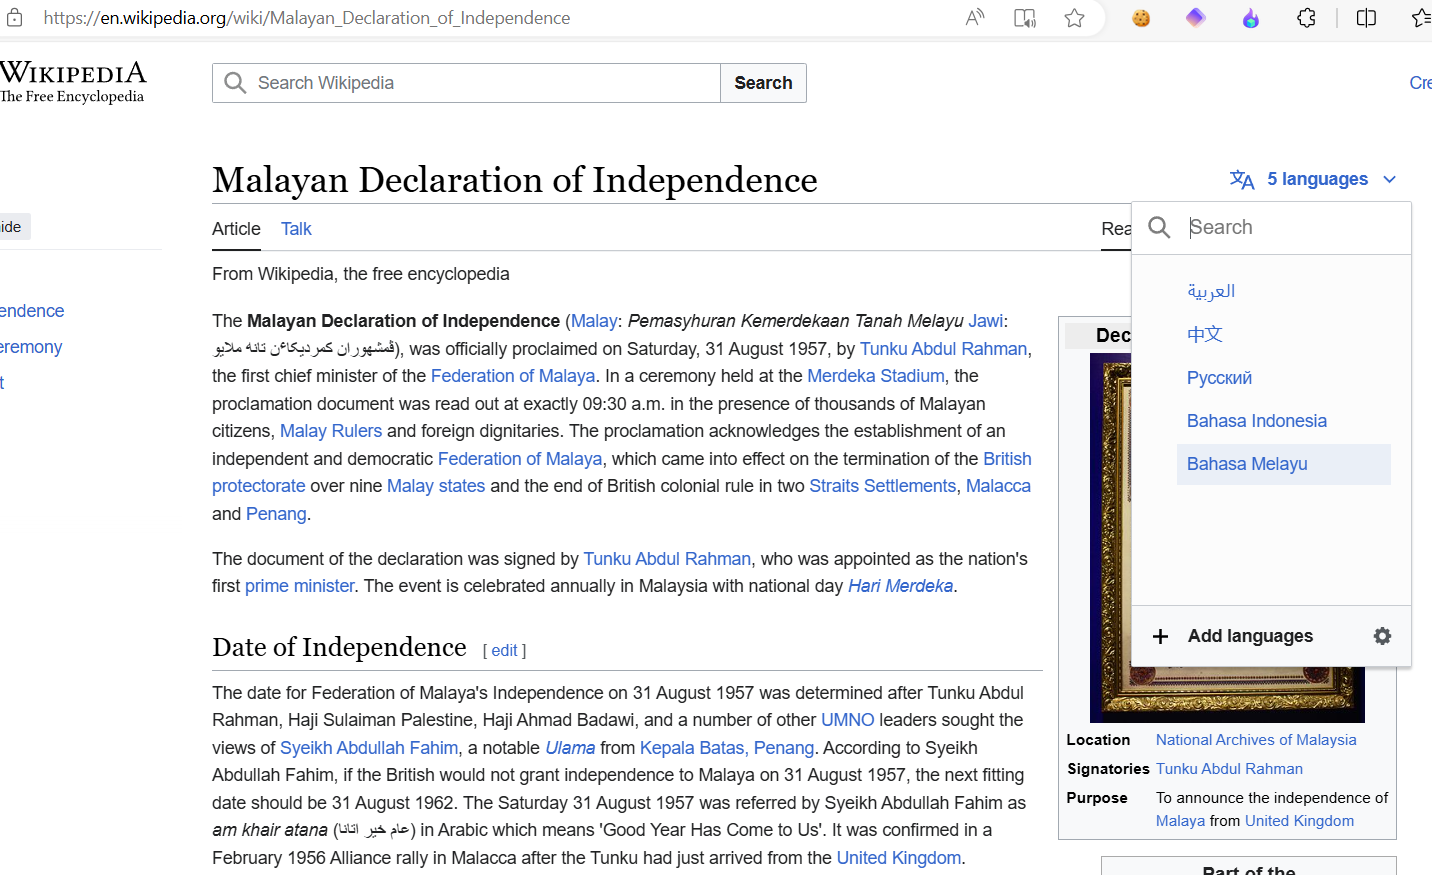 https://en.wikipedia.org/wiki/Malayan_Declaration_of_Independence
WIKIPEDIA
The Free Encyclopedia
Search Wikipedia
Search
Malayan Declaration of Independence
5 languages
Article
Talk
Search
From Wikipedia, the free encyclopedia
The Malayan Declaration of Independence (Malay: Pemasyhuran Kemerdekaan Tanah Melayu Jawi:
ڤمشهوران كمرديكاءن تانه ملايو), was officially proclaimed on Saturday, 31 August 1957, by Tunku Abdul Rahman,
the first chief minister of the Federation of Malaya. In a ceremony held at the Merdeka Stadium, the
proclamation document was read out at exactly 09:30 a.m. in the presence of thousands of Malayan
citizens, Malay Rulers and foreign dignitaries. The proclamation acknowledges the establishment of an
independent and democratic Federation of Malaya, which came into effect on the termination of the British
protectorate over nine Malay states and the end of British colonial rule in two Straits Settlements, Malacca
and Penang.
The document of the declaration was signed by Tunku Abdul Rahman, who was appointed as the nation's
first prime minister. The event is celebrated annually in Malaysia with national day Hari Merdeka.
Date of Independence [ edit ]
The date for Federation of Malaya's Independence on 31 August 1957 was determined after Tunku Abdul
Rahman, Haji Sulaiman Palestine, Haji Ahmad Badawi, and a number of other UMNO leaders sought the
views of Syeikh Abdullah Fahim, a notable Ulama from Kepala Batas, Penang. According to Syeikh
Abdullah Fahim, if the British would not grant independence to Malaya on 31 August 1957, the next fitting
date should be 31 August 1962. The Saturday 31 August 1957 was referred by Syeikh Abdullah Fahim as
am khair atana (عام خير اتانا) in Arabic which means 'Good Year Has Come to Us'. It was confirmed in a
February 1956 Alliance rally in Malacca after the Tunku had just arrived from the United Kingdom.
العربية
中文
Русский
Bahasa Indonesia
Bahasa Melayu
Add languages
Location National Archives of Malaysia
Signatories Tunku Abdul Rahman
Purpose To announce the independence of
Malaya from United Kingdom
Part of the